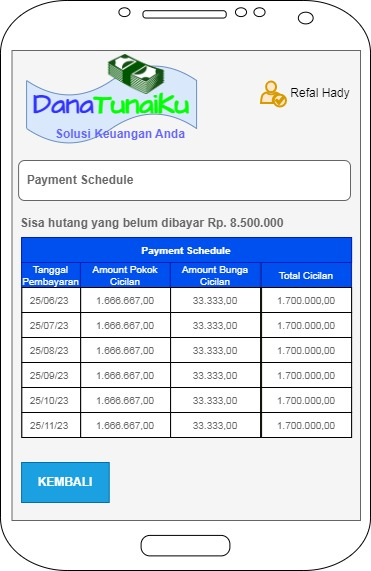 DanaTunaiKu
Solusi Keuangan Anda
Refal Hady
Payment Schedule
Sisa hutang yang belum dibayar Rp. 8.500.000
Payment Schedule
Tanggal Pembayaran Amount Pokok Cicilan Amount Bunga Cicilan Total Cicilan
25/06/23 1.666.667,00 33.333,00 1.700.000,00
25/07/23 1.666.667,00 33.333,00 1.700.000,00
25/08/23 1.666.667,00 33.333,00 1.700.000,00
25/09/23 1.666.667,00 33.333,00 1.700.000,00
25/10/23 1.666.667,00 33.333,00 1.700.000,00
25/11/23 1.666.667,00 33.333,00 1.700.000,00
KEMBALI